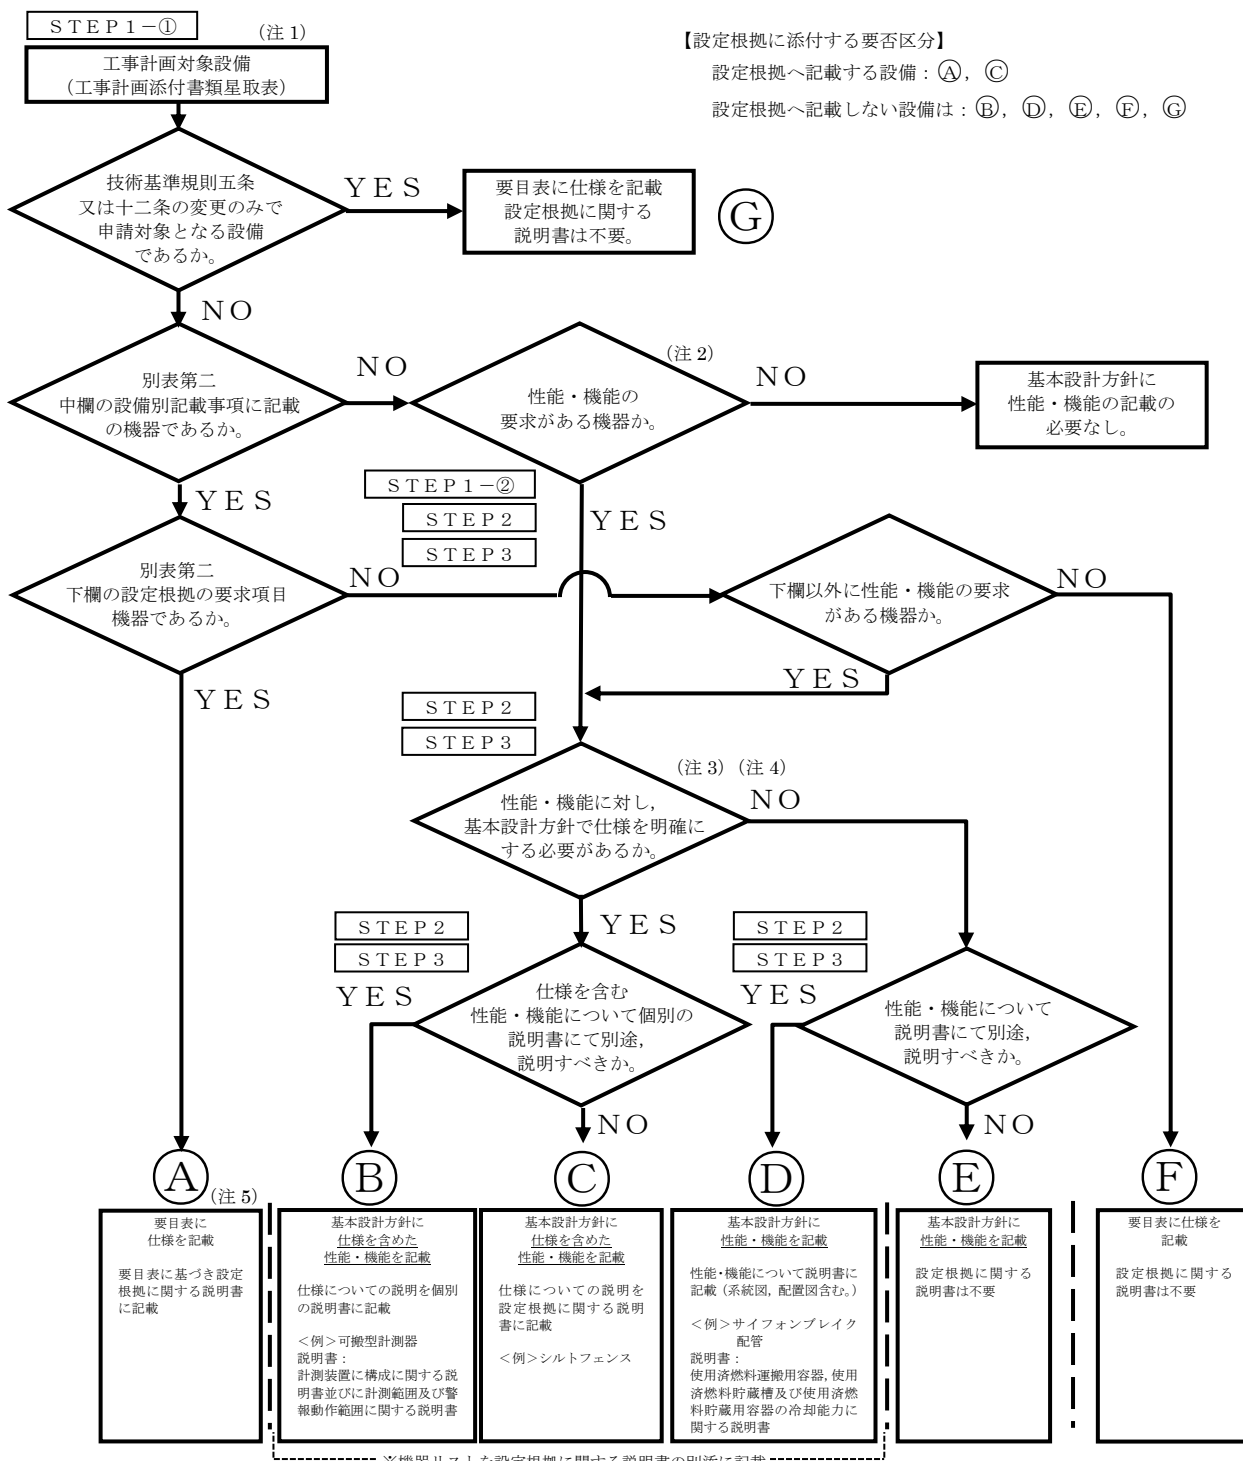 ＳＴＥＰ１－①
(注 1)
工事計画対象設備
(工事計画添付書類星取表)
【設定根拠に添付する要否区分】
設定根拠へ記載する設備：Ⓐ，Ⓒ
設定根拠へ記載しない設備は：Ⓑ，Ⓓ，Ⓔ，Ⓕ，Ⓖ
技術基準規則五条
又は十二条の変更のみで
申請対象となる設備
であるか。
ＹＥＳ
要目表に仕様を記載
設定根拠に関する
説明書は不要。
Ｇ
ＮＯ
別表第二
中欄の設備別記載事項に記載
の機器であるか。
ＮＯ
(注 2)
性能・機能の
要求がある機器か。
ＮＯ
基本設計方針に
性能・機能の記載の
必要なし。
ＹＥＳ
ＳＴＥＰ１－②
ＳＴＥＰ２
ＳＴＥＰ３
ＹＥＳ
別表第二
下欄の設定根拠の要求項目
機器であるか。
ＮＯ
下欄以外に性能・機能の要求
がある機器か。
ＮＯ
ＹＥＳ
ＹＥＳ
ＳＴＥＰ２
ＳＴＥＰ３
(注 3) (注 4)
性能・機能に対し，
基本設計方針で仕様を明確に
する必要があるか。
ＮＯ
ＹＥＳ
ＳＴＥＰ２
ＳＴＥＰ３
ＹＥＳ
仕様を含む
性能・機能について個別の
説明書にて別途，
説明すべきか。
ＮＯ
ＳＴＥＰ２
ＳＴＥＰ３
ＹＥＳ
性能・機能について
説明書にて別途，
説明すべきか。
ＮＯ
Ａ
(注 5)
要目表に
仕様を記載
要目表に基づき設定
根拠に関する説明書
に記載
Ｂ
基本設計方針に
仕様を含めた
性能・機能を記載
仕様についての説明を個別
の説明書に記載
＜例＞可搬型計測器
説明書：
計測装置に構成に関する説
明書並びに計測範囲及び警
報動作範囲に関する説明書
Ｃ
基本設計方針に
仕様を含めた
性能・機能を記載
仕様についての説明を
設定根拠に関する説明
書に記載
＜例＞シルトフェンス
Ｄ
基本設計方針に
性能・機能を記載
性能・機能について説明書に
記載（系統図，配置図含む。）
＜例＞サイフォンブレイク
配管
説明書：
使用済燃料運搬用容器，使用
済燃料貯蔵槽及び使用済燃
料貯蔵用容器の冷却能力に
関する説明書
Ｅ
基本設計方針に
性能・機能を記載
設定根拠に関する
説明書は不要
Ｆ
要目表に仕様を
記載
設定根拠に関する
説明書は不要
※機器リストを設定根拠に関する説明書の別添に記載